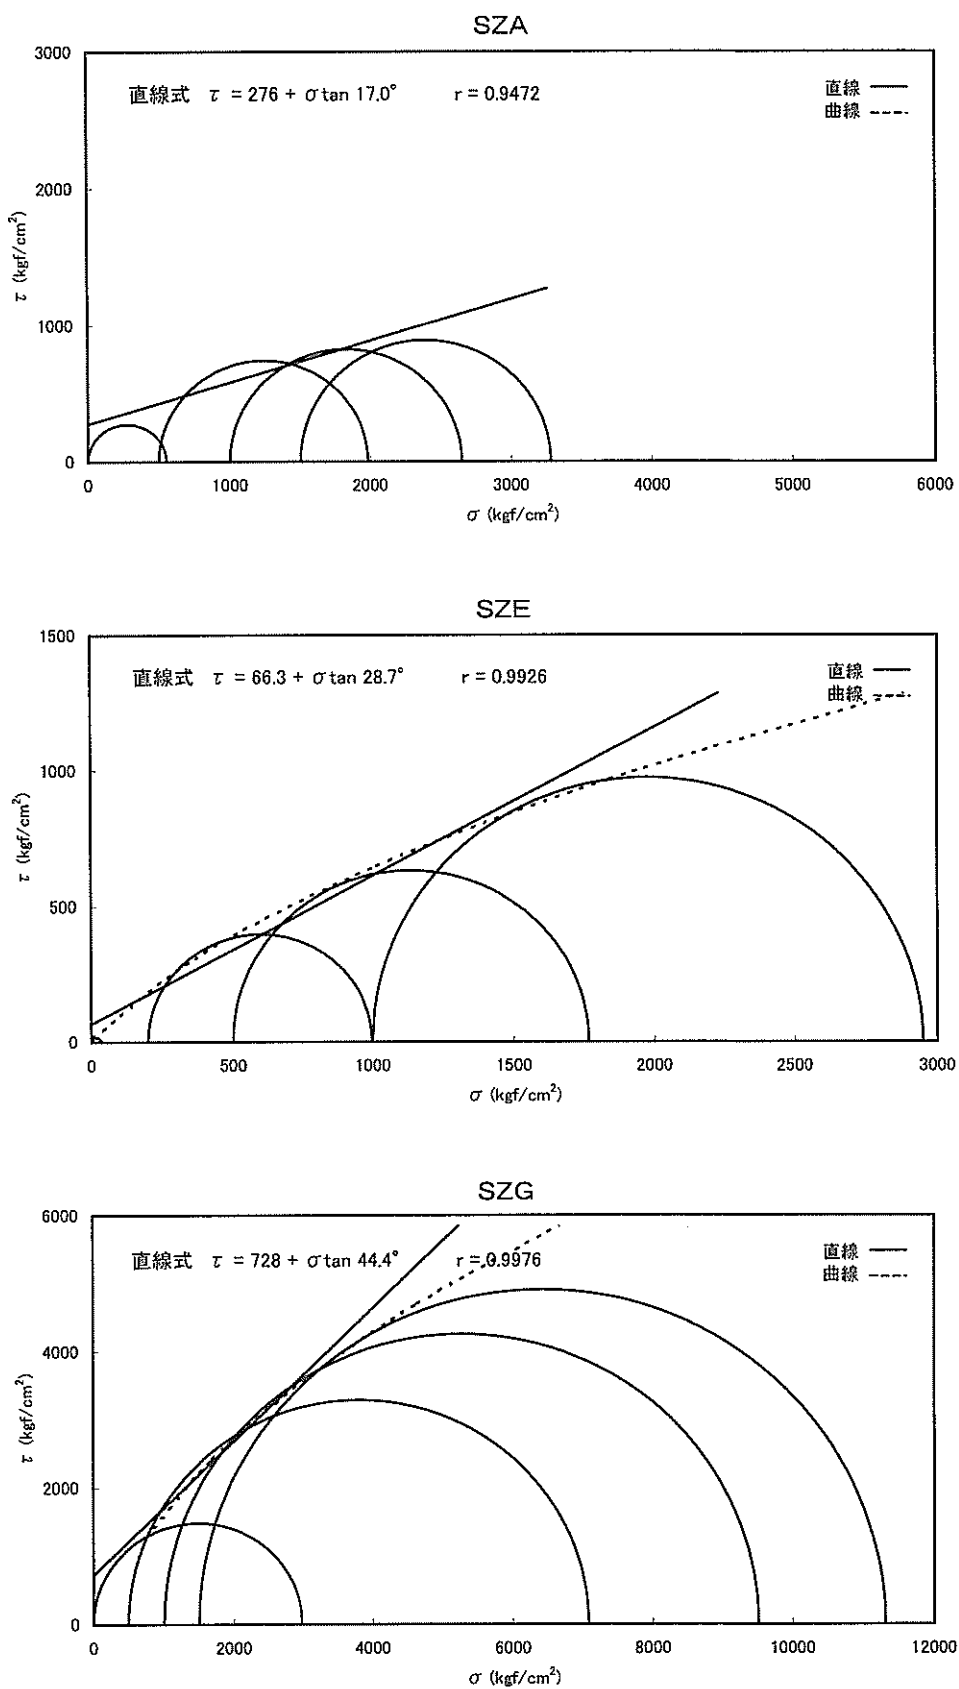 SZA
3000
直線式 τ = 276 + σ tan 17.0° r = 0.9472
直線
曲線
2000
τ (kgf/cm²)
1000
0
0 1000 2000 3000 4000 5000 6000
σ (kgf/cm²)
SZE
1500
直線式 τ = 66.3 + σ tan 28.7° r = 0.9926
直線
曲線
1000
τ (kgf/cm²)
500
0
0 500 1000 1500 2000 2500 3000
σ (kgf/cm²)
SZG
6000
直線式 τ = 728 + σ tan 44.4° r = 0.9976
直線
曲線
4000
τ (kgf/cm²)
2000
0
0 2000 4000 6000 8000 10000 12000
σ (kgf/cm²)